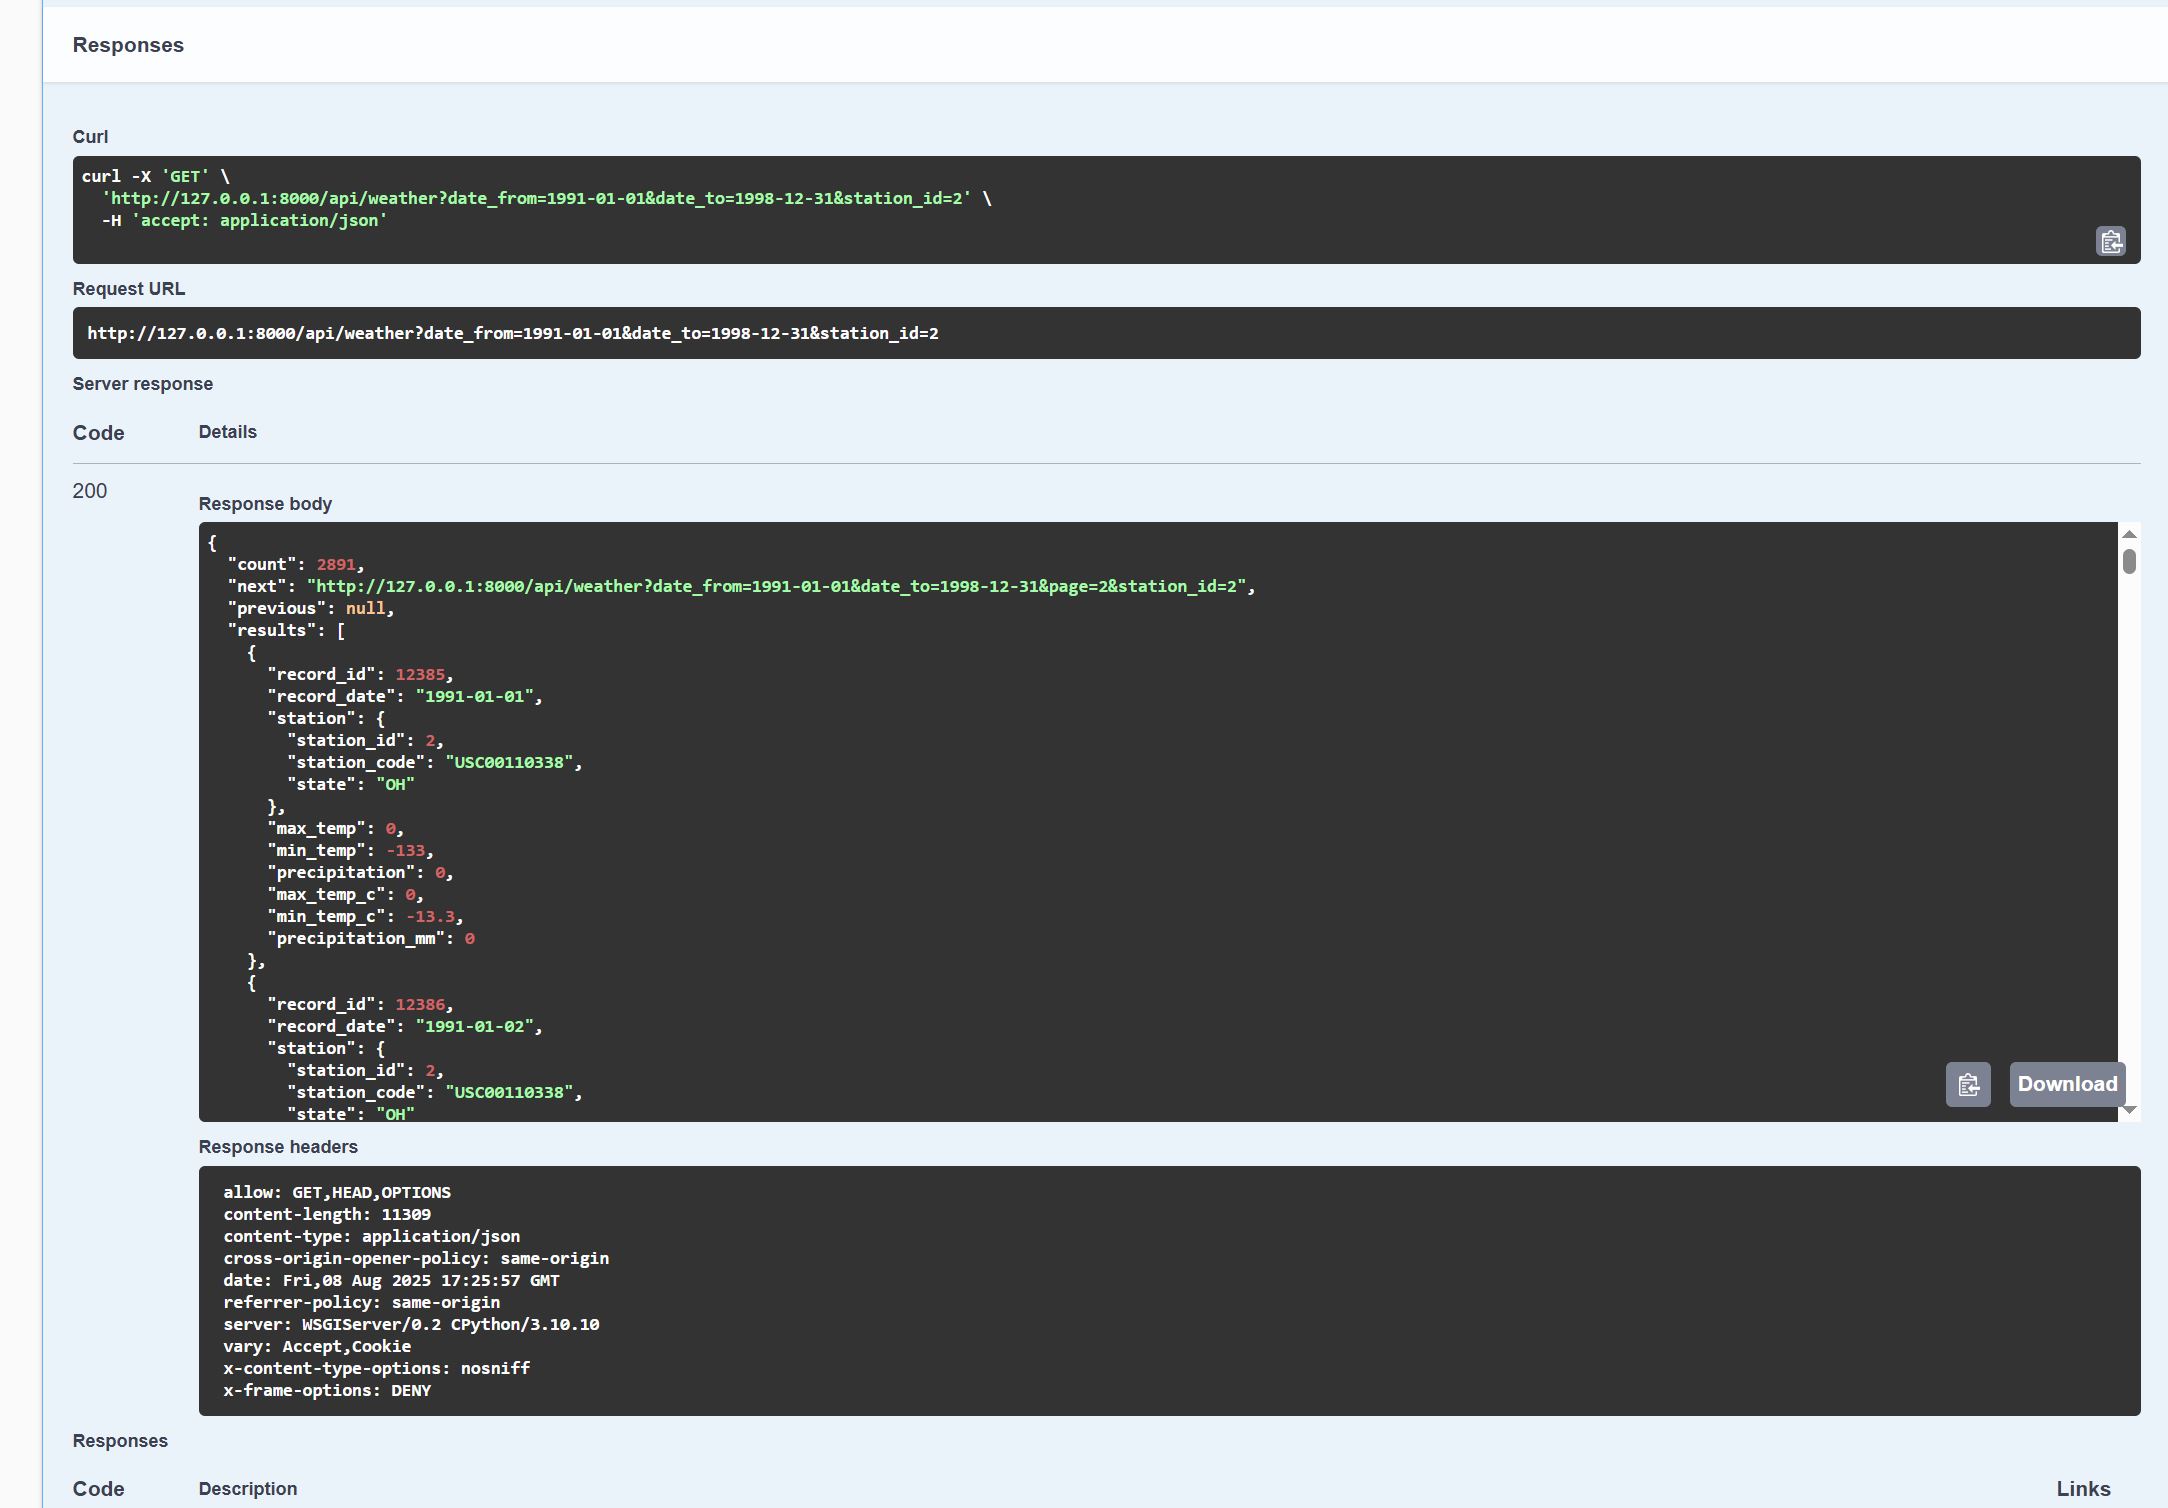 Responses
Curl
curl -X 'GET' \
  'http://127.0.0.1:8000/api/weather?date_from=1991-01-01&date_to=1998-12-31&station_id=2' \
  -H 'accept: application/json'
Request URL
http://127.0.0.1:8000/api/weather?date_from=1991-01-01&date_to=1998-12-31&station_id=2
Server response
Code Details
200
Response body
{
  "count": 2891,
  "next": "http://127.0.0.1:8000/api/weather?date_from=1991-01-01&date_to=1998-12-31&page=2&station_id=2",
  "previous": null,
  "results": [
    {
      "record_id": 12385,
      "record_date": "1991-01-01",
      "station": {
        "station_id": 2,
        "station_code": "USC00110338",
        "state": "OH"
      },
      "max_temp": 0,
      "min_temp": -133,
      "precipitation": 0,
      "max_temp_c": 0,
      "min_temp_c": -13.3,
      "precipitation_mm": 0
    },
    {
      "record_id": 12386,
      "record_date": "1991-01-02",
      "station": {
        "station_id": 2,
        "station_code": "USC00110338",
        "state": "OH"
Download
Response headers
allow: GET,HEAD,OPTIONS
content-length: 11309
content-type: application/json
cross-origin-opener-policy: same-origin
date: Fri,08 Aug 2025 17:25:57 GMT
referrer-policy: same-origin
server: WSGIServer/0.2 CPython/3.10.10
vary: Accept,Cookie
x-content-type-options: nosniff
x-frame-options: DENY
Responses
Code Description Links